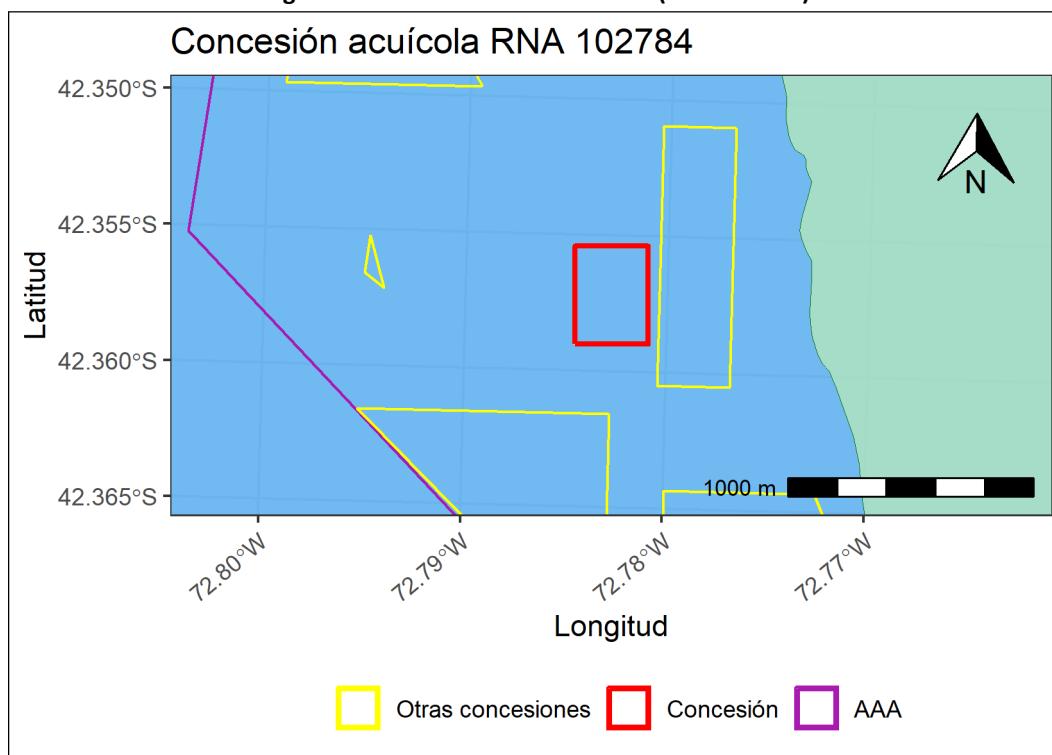 Concesión acuícola RNA 102784
42.350°S
42.355°S
42.360°S
42.365°S
Latitud
N
1000 m
72.80°W
72.79°W
72.78°W
72.77°W
Longitud
Otras concesiones
Concesión
AAA